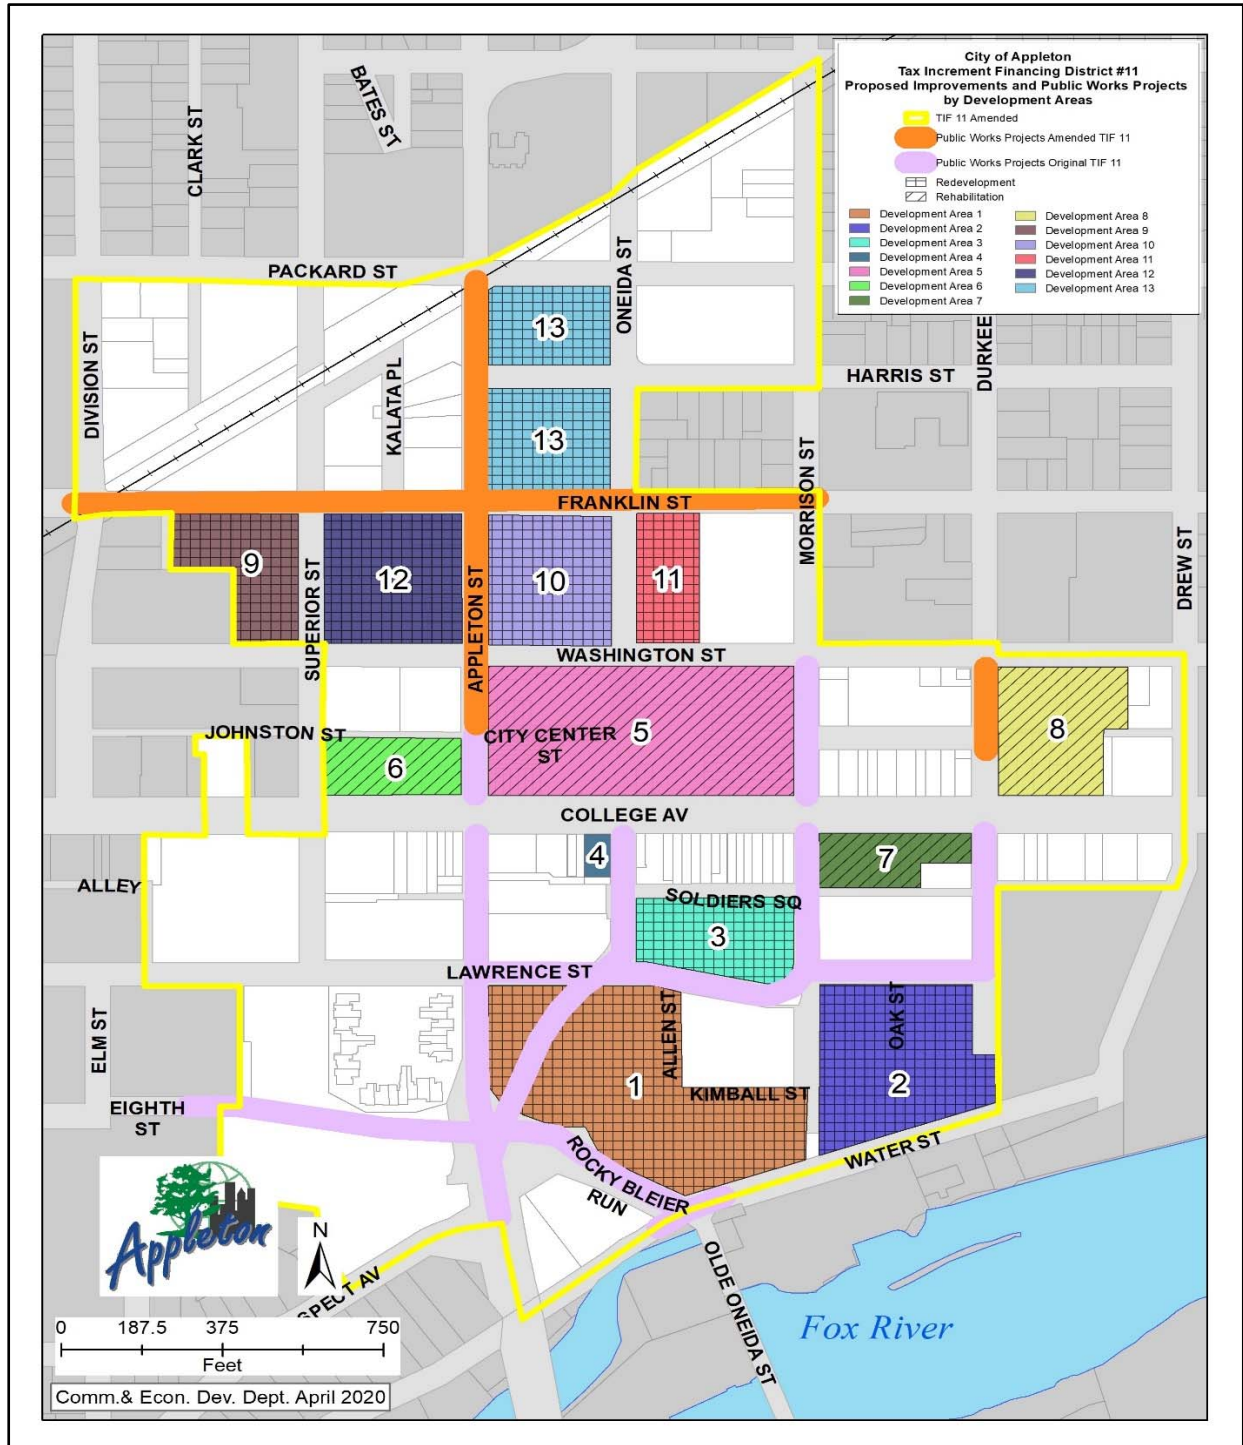 City of Appleton
Tax Increment Financing District #11
Proposed Improvements and Public Works Projects
by Development Areas
TIF 11 Amended
Public Works Projects Amended TIF 11
Public Works Projects Original TIF 11
Redevelopment
Rehabilitation
Development Area 1
Development Area 2
Development Area 3
Development Area 4
Development Area 5
Development Area 6
Development Area 7
Development Area 8
Development Area 9
Development Area 10
Development Area 11
Development Area 12
Development Area 13
BATES ST
CLARK ST
PACKARD ST
ONEIDA ST
DIVISION ST
KALATA PL
13
HARRIS ST
DURKEE
13
MORRISON ST
FRANKLIN ST
DREW ST
9
SUPERIOR ST
12
APPLETON ST
10
11
WASHINGTON ST
JOHNSTON ST
CITY CENTER
ST
5
8
6
COLLEGE AV
ALLEY
4
7
SOLDIERS SQ
3
LAWRENCE ST
ELM ST
ALLEN ST
OAK ST
1
KIMBALL ST
2
EIGHTH
ST
ROCKY BLEIER
RUN
WATER ST
Appleton
N
SPECT AV
OLDE ONEIDA ST
Fox River
0 187.5 375 750
Feet
Comm.& Econ. Dev. Dept. April 2020